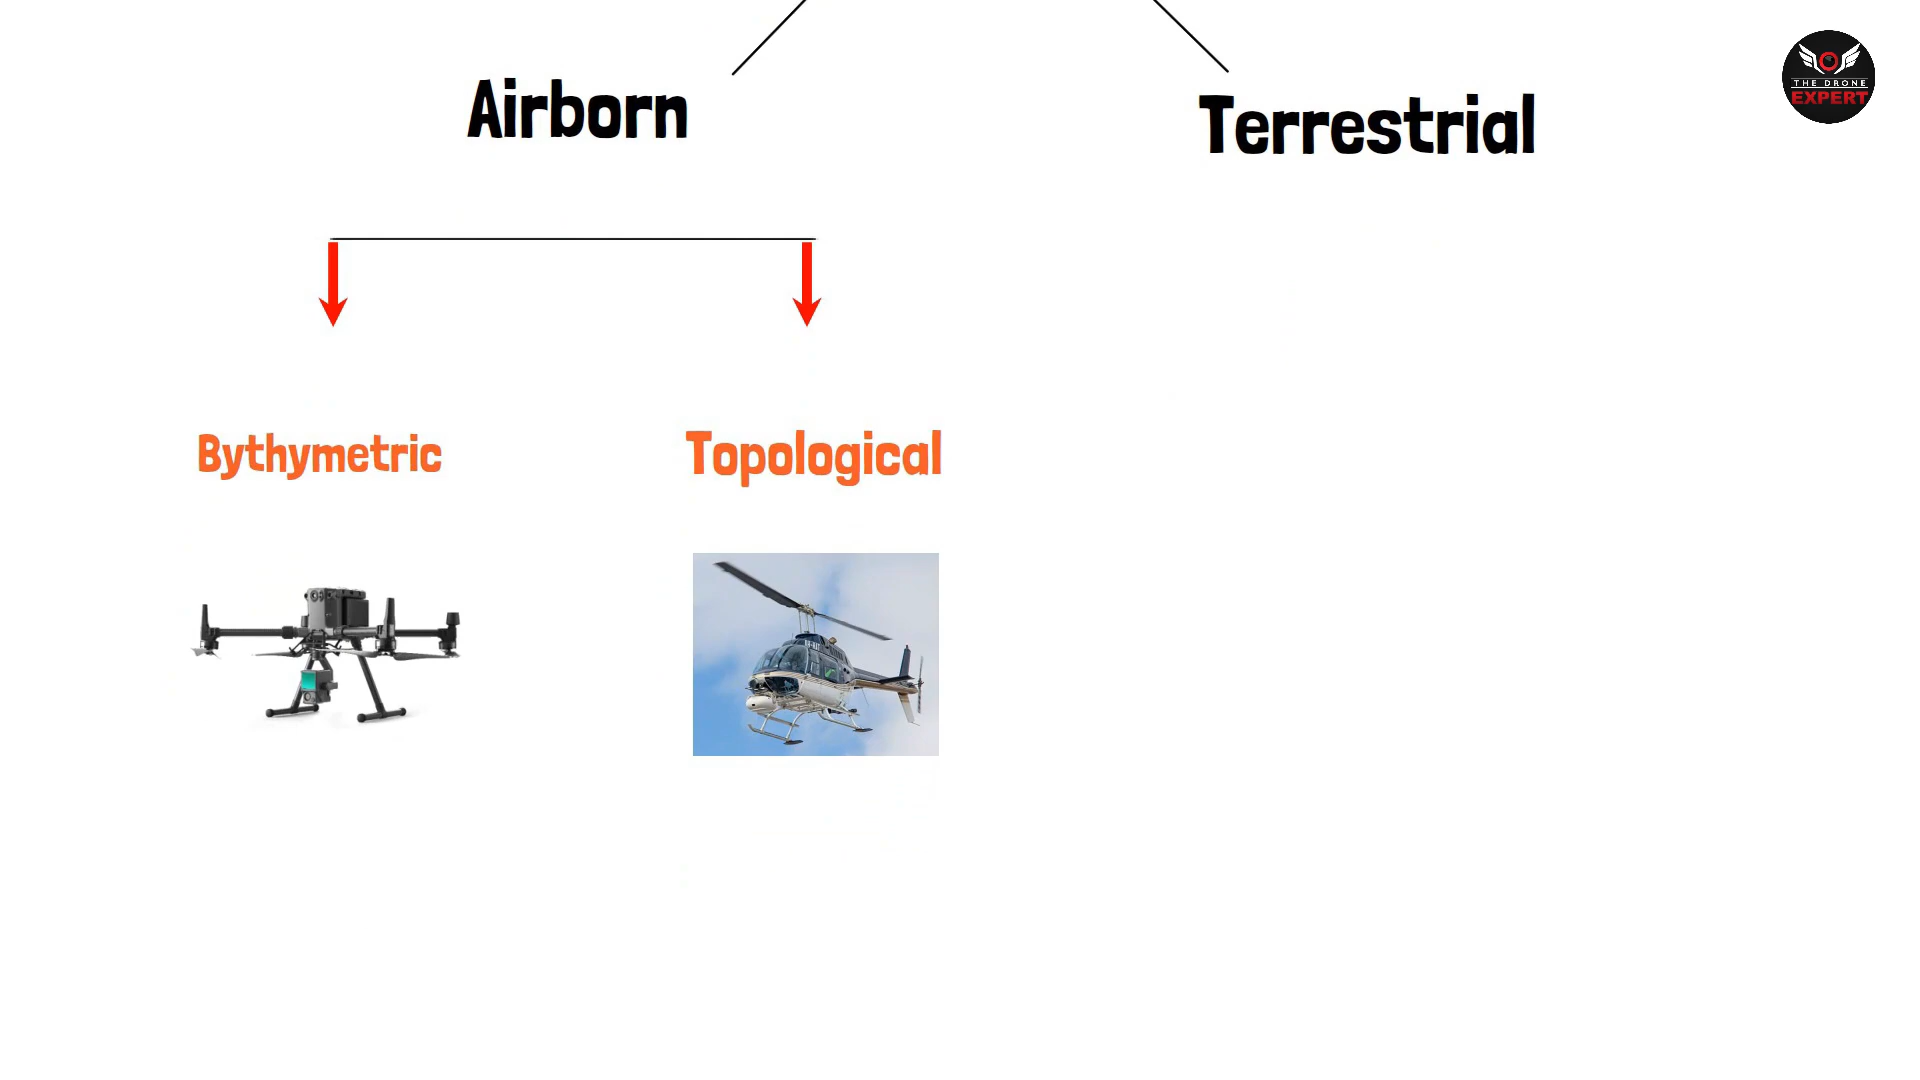 Airborn
Terrestrial
THE DRONE
EXPERT
Bythymetric
Topological